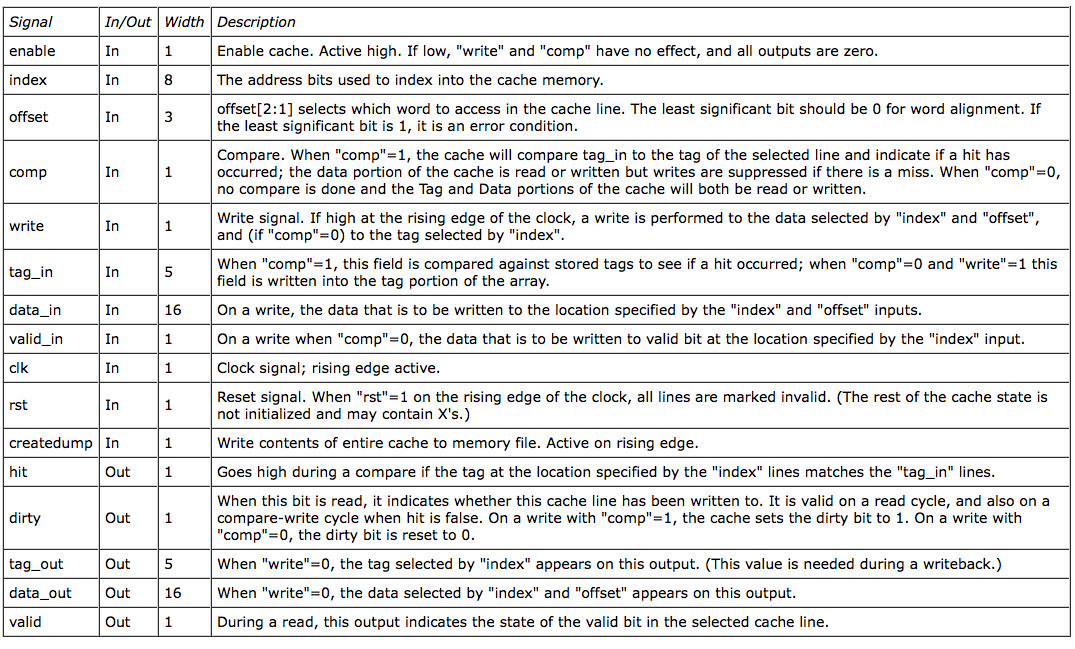 Signal In/Out Width Description
enable In 1 Enable cache. Active high. If low, "write" and "comp" have no effect, and all outputs are zero.
index In 8 The address bits used to index into the cache memory.
offset In 3 offset[2:1] selects which word to access in the cache line. The least significant bit should be 0 for word alignment. If
the least significant bit is 1, it is an error condition.
comp In 1 Compare. When "comp"=1, the cache will compare tag_in to the tag of the selected line and indicate if a hit has
occurred; the data portion of the cache is read or written but writes are suppressed if there is a miss. When "comp"=0,
no compare is done and the Tag and Data portions of the cache will both be read or written.
write In 1 Write signal. If high at the rising edge of the clock, a write is performed to the data selected by "index" and "offset",
and (if "comp"=0) to the tag selected by "index".
tag_in In 5 When "comp"=1, this field is compared against stored tags to see if a hit occurred; when "comp"=0 and "write"=1 this
field is written into the tag portion of the array.
data_in In 16 On a write, the data that is to be written to the location specified by the "index" and "offset" inputs.
valid_in In 1 On a write when "comp"=0, the data that is to be written to valid bit at the location specified by the "index" input.
clk In 1 Clock signal; rising edge active.
rst In 1 Reset signal. When "rst"=1 on the rising edge of the clock, all lines are marked invalid. (The rest of the cache state is
not initialized and may contain X's.)
createdump In 1 Write contents of entire cache to memory file. Active on rising edge.
hit Out 1 Goes high during a compare if the tag at the location specified by the "index" lines matches the "tag_in" lines.
dirty Out 1 When this bit is read, it indicates whether this cache line has been written to. It is valid on a read cycle, and also on a
compare-write cycle when hit is false. On a write with "comp"=1, the cache sets the dirty bit to 1. On a write with
"comp"=0, the dirty bit is reset to 0.
tag_out Out 5 When "write"=0, the tag selected by "index" appears on this output. (This value is needed during a writeback.)
data_out Out 16 When "write"=0, the data selected by "index" and "offset" appears on this output.
valid Out 1 During a read, this output indicates the state of the valid bit in the selected cache line.